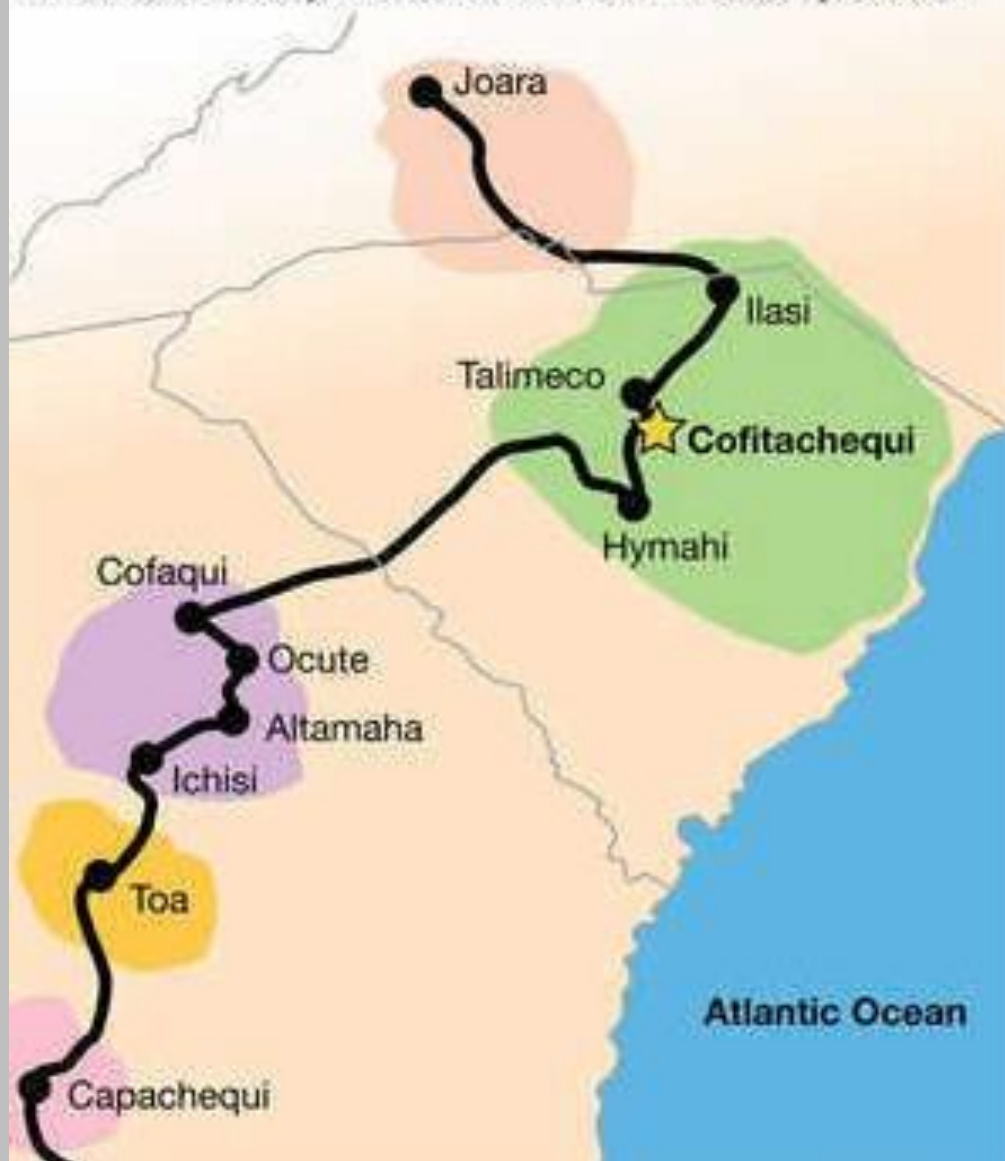 Joara
Ilasi
Talimeco
Cofitachequi
Hymahi
Cofaqui
Ocute
Altamaha
Ichisi
Toa
Atlantic Ocean
Capachequi